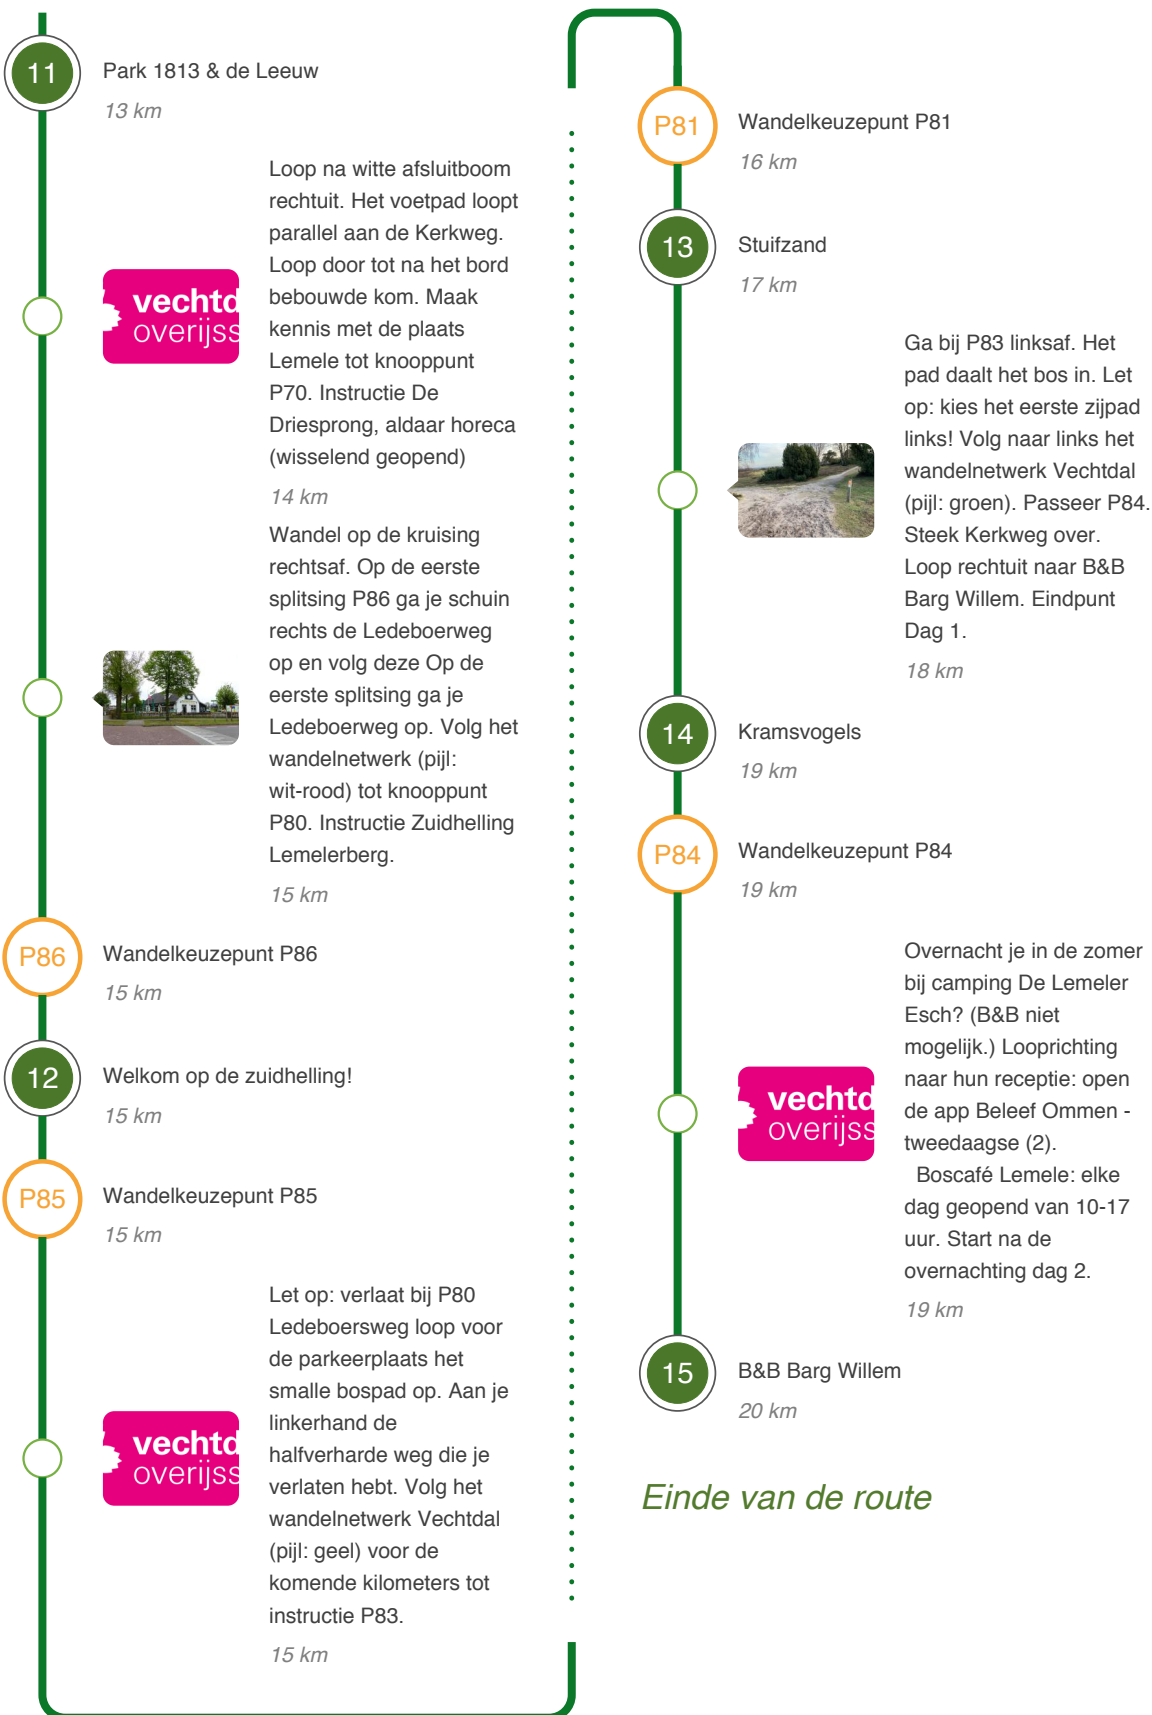 11
Park 1813 & de Leeuw
13 km
Loop na witte afsluitboom
rechtuit. Het voetpad loopt
parallel aan de Kerkweg.
Loop door tot na het bord
bebouwde kom. Maak
kennis met de plaats
Lemele tot knooppunt
P70. Instructie De
Driesprong, aldaar horeca
(wisselend geopend)
vechtd
overijss
14 km
Wandel op de kruising
rechtsaf. Op de eerste
splitsing P86 ga je schuin
rechts de Ledeboerweg
op en volg deze Op de
eerste splitsing ga je
Ledeboerweg op. Volg het
wandelnetwerk (pijl:
wit-rood) tot knooppunt
P80. Instructie Zuidhelling
Lemelerberg.
15 km
P86
Wandelkeuzepunt P86
15 km
12
Welkom op de zuidhelling!
15 km
P85
Wandelkeuzepunt P85
15 km
Let op: verlaat bij P80
Ledeboersweg loop voor
de parkeerplaats het
smalle bospad op. Aan je
linkerhand de
halfverharde weg die je
verlaten hebt. Volg het
wandelnetwerk Vechtdal
(pijl: geel) voor de
komende kilometers tot
instructie P83.
vechtd
overijss
15 km
P81
Wandelkeuzepunt P81
16 km
13
Stuifzand
17 km
Ga bij P83 linksaf. Het
pad daalt het bos in. Let
op: kies het eerste zijpad
links! Volg naar links het
wandelnetwerk Vechtdal
(pijl: groen). Passeer P84.
Steek Kerkweg over.
Loop rechtuit naar B&B
Barg Willem. Eindpunt
Dag 1.
18 km
14
Kramsvogels
19 km
P84
Wandelkeuzepunt P84
19 km
Overnacht je in de zomer
bij camping De Lemeler
Esch? (B&B niet
mogelijk.) Looprichting
naar hun receptie: open
de app Beleef Ommen -
tweedaagse (2).
Boscafé Lemele: elke
dag geopend van 10-17
uur. Start na de
overnachting dag 2.
vechtd
overijss
19 km
15
B&B Barg Willem
20 km
Einde van de route